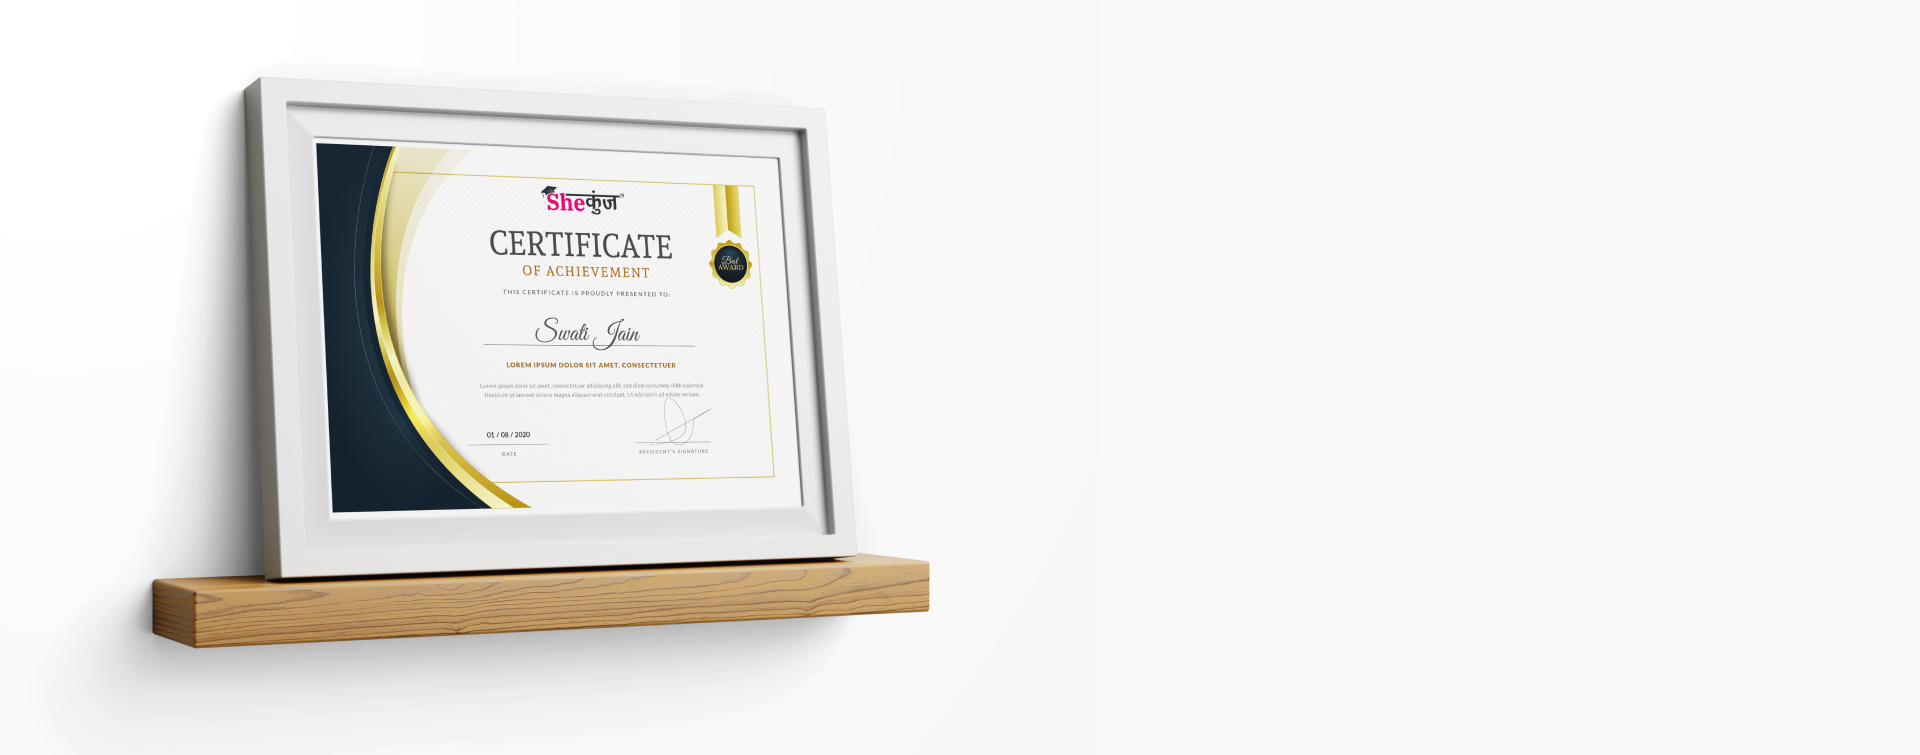 Sheकुंज
CERTIFICATE
OF ACHIEVEMENT
THIS CERTIFICATE IS PROUDLY PRESENTED TO:
Best
AWARD
Swati Jain
LOREM IPSUM DOLOR SIT AMET, CONSECTETUER
Lorem ipsum dolor sit amet, consectetuer adipiscing elit, sed diam nonummy nibh euismod
tincidunt ut laoreet dolore magna aliquam erat volutpat. Ut wisi enim ad minim veniam.
01 / 08 / 2020
DATE
PRESIDENT'S SIGNATURE